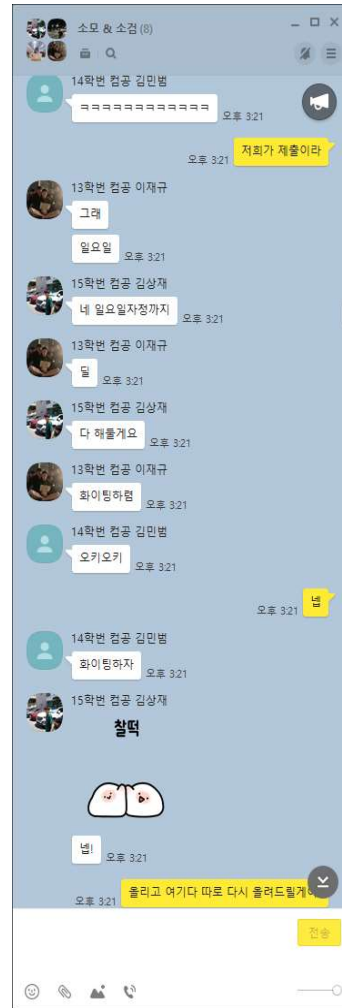 소모 & 소검 (8)
14학번 컴공 김민범
ㅋㅋㅋㅋㅋㅋㅋㅋㅋㅋㅋㅋ
오후 3:21
저희가 제출이라
오후 3:21
13학번 컴공 이재규
그래
일요일
오후 3:21
15학번 컴공 김상재
네 일요일자정까지
오후 3:21
13학번 컴공 이재규
딜
오후 3:21
15학번 컴공 김상재
다 해둘게요
오후 3:21
13학번 컴공 이재규
화이팅하렴
오후 3:21
14학번 컴공 김민범
오키오키
오후 3:21
넵
오후 3:21
14학번 컴공 김민범
화이팅하자
오후 3:21
15학번 컴공 김상재
찰떡
넵!
오후 3:21
올리고 여기다 따로 다시 올려드릴게
오후 3:21
전송